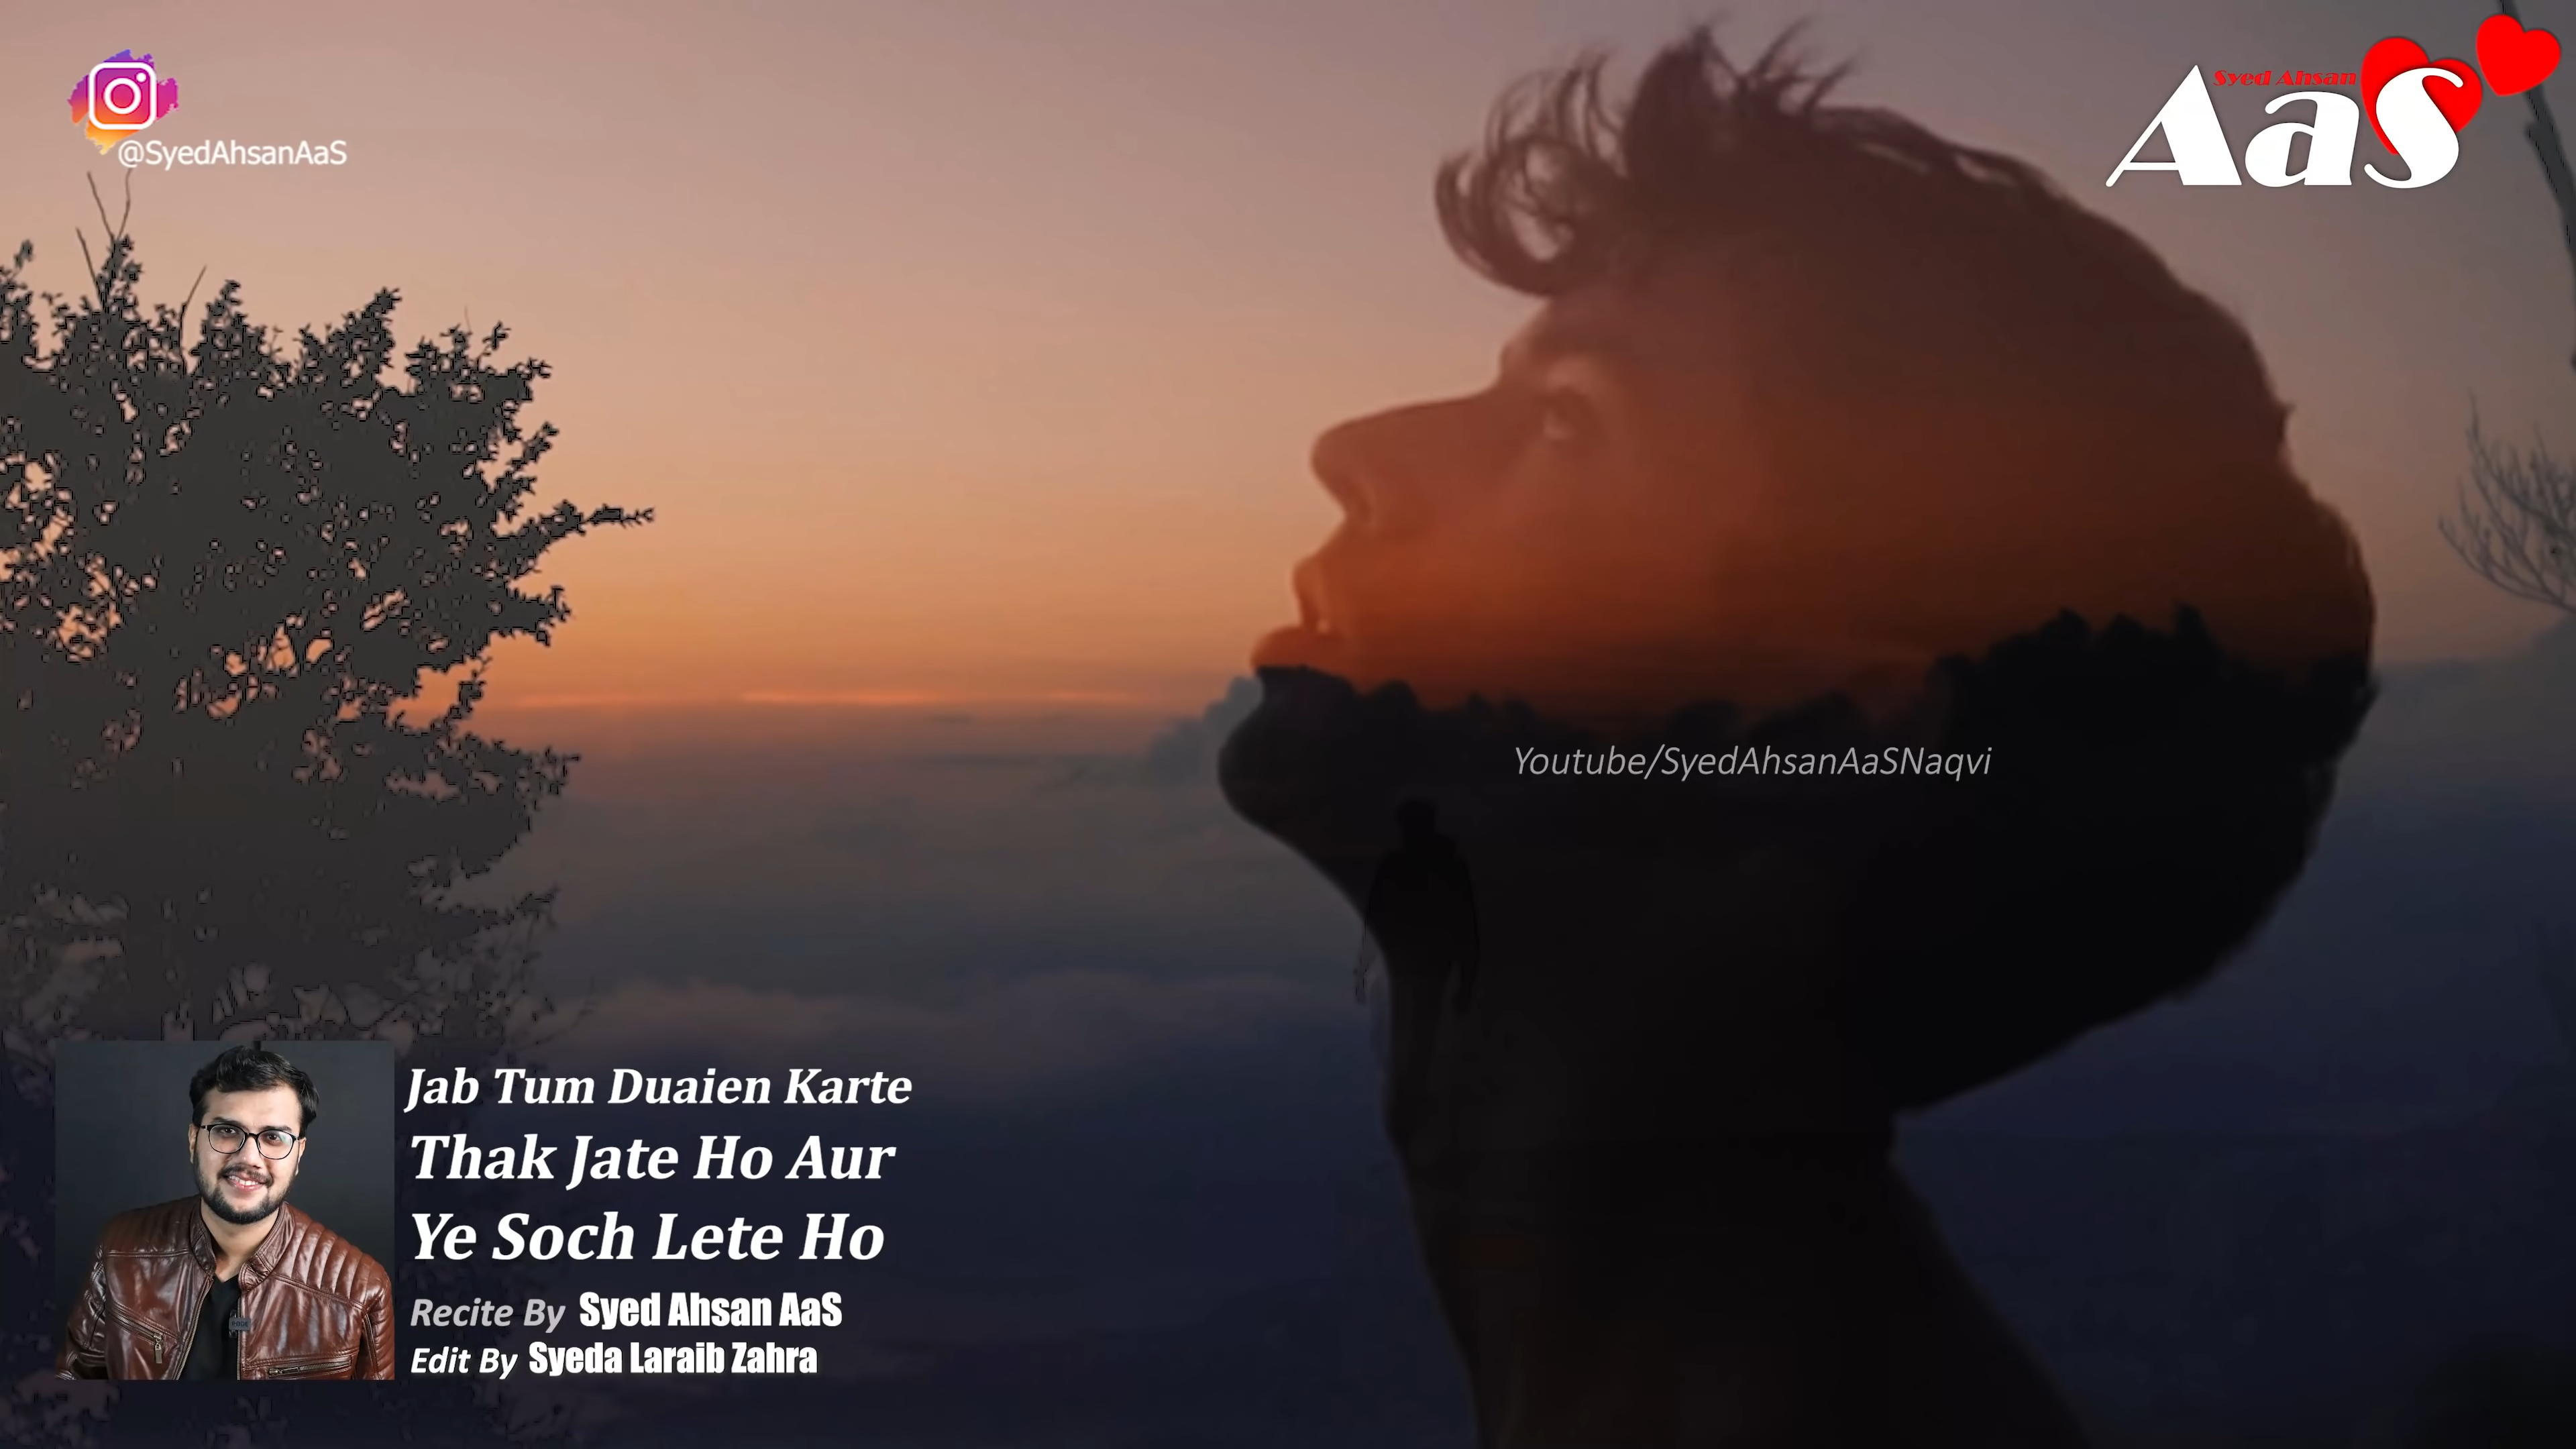 @SyedAhsanAaS
Syed Ahsan
AaS
Youtube/SyedAhsanAaSNaqvi
Jab Tum Duaien Karte
Thak Jate Ho Aur
Ye Soch Lete Ho
Recite By Syed Ahsan AaS
Edit By Syeda Laraib Zahra